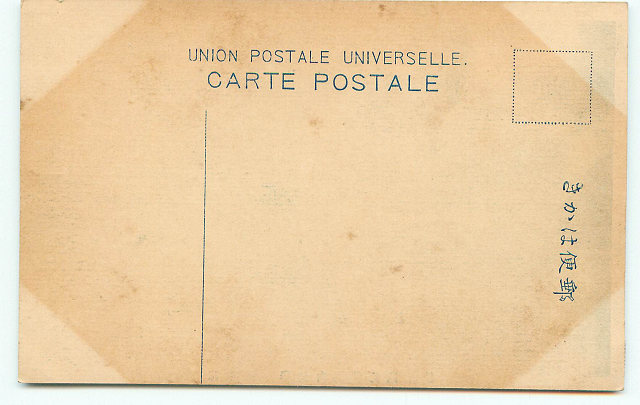 UNION POSTALE UNIVERSELLE.
CARTE POSTALE
きかは便郵